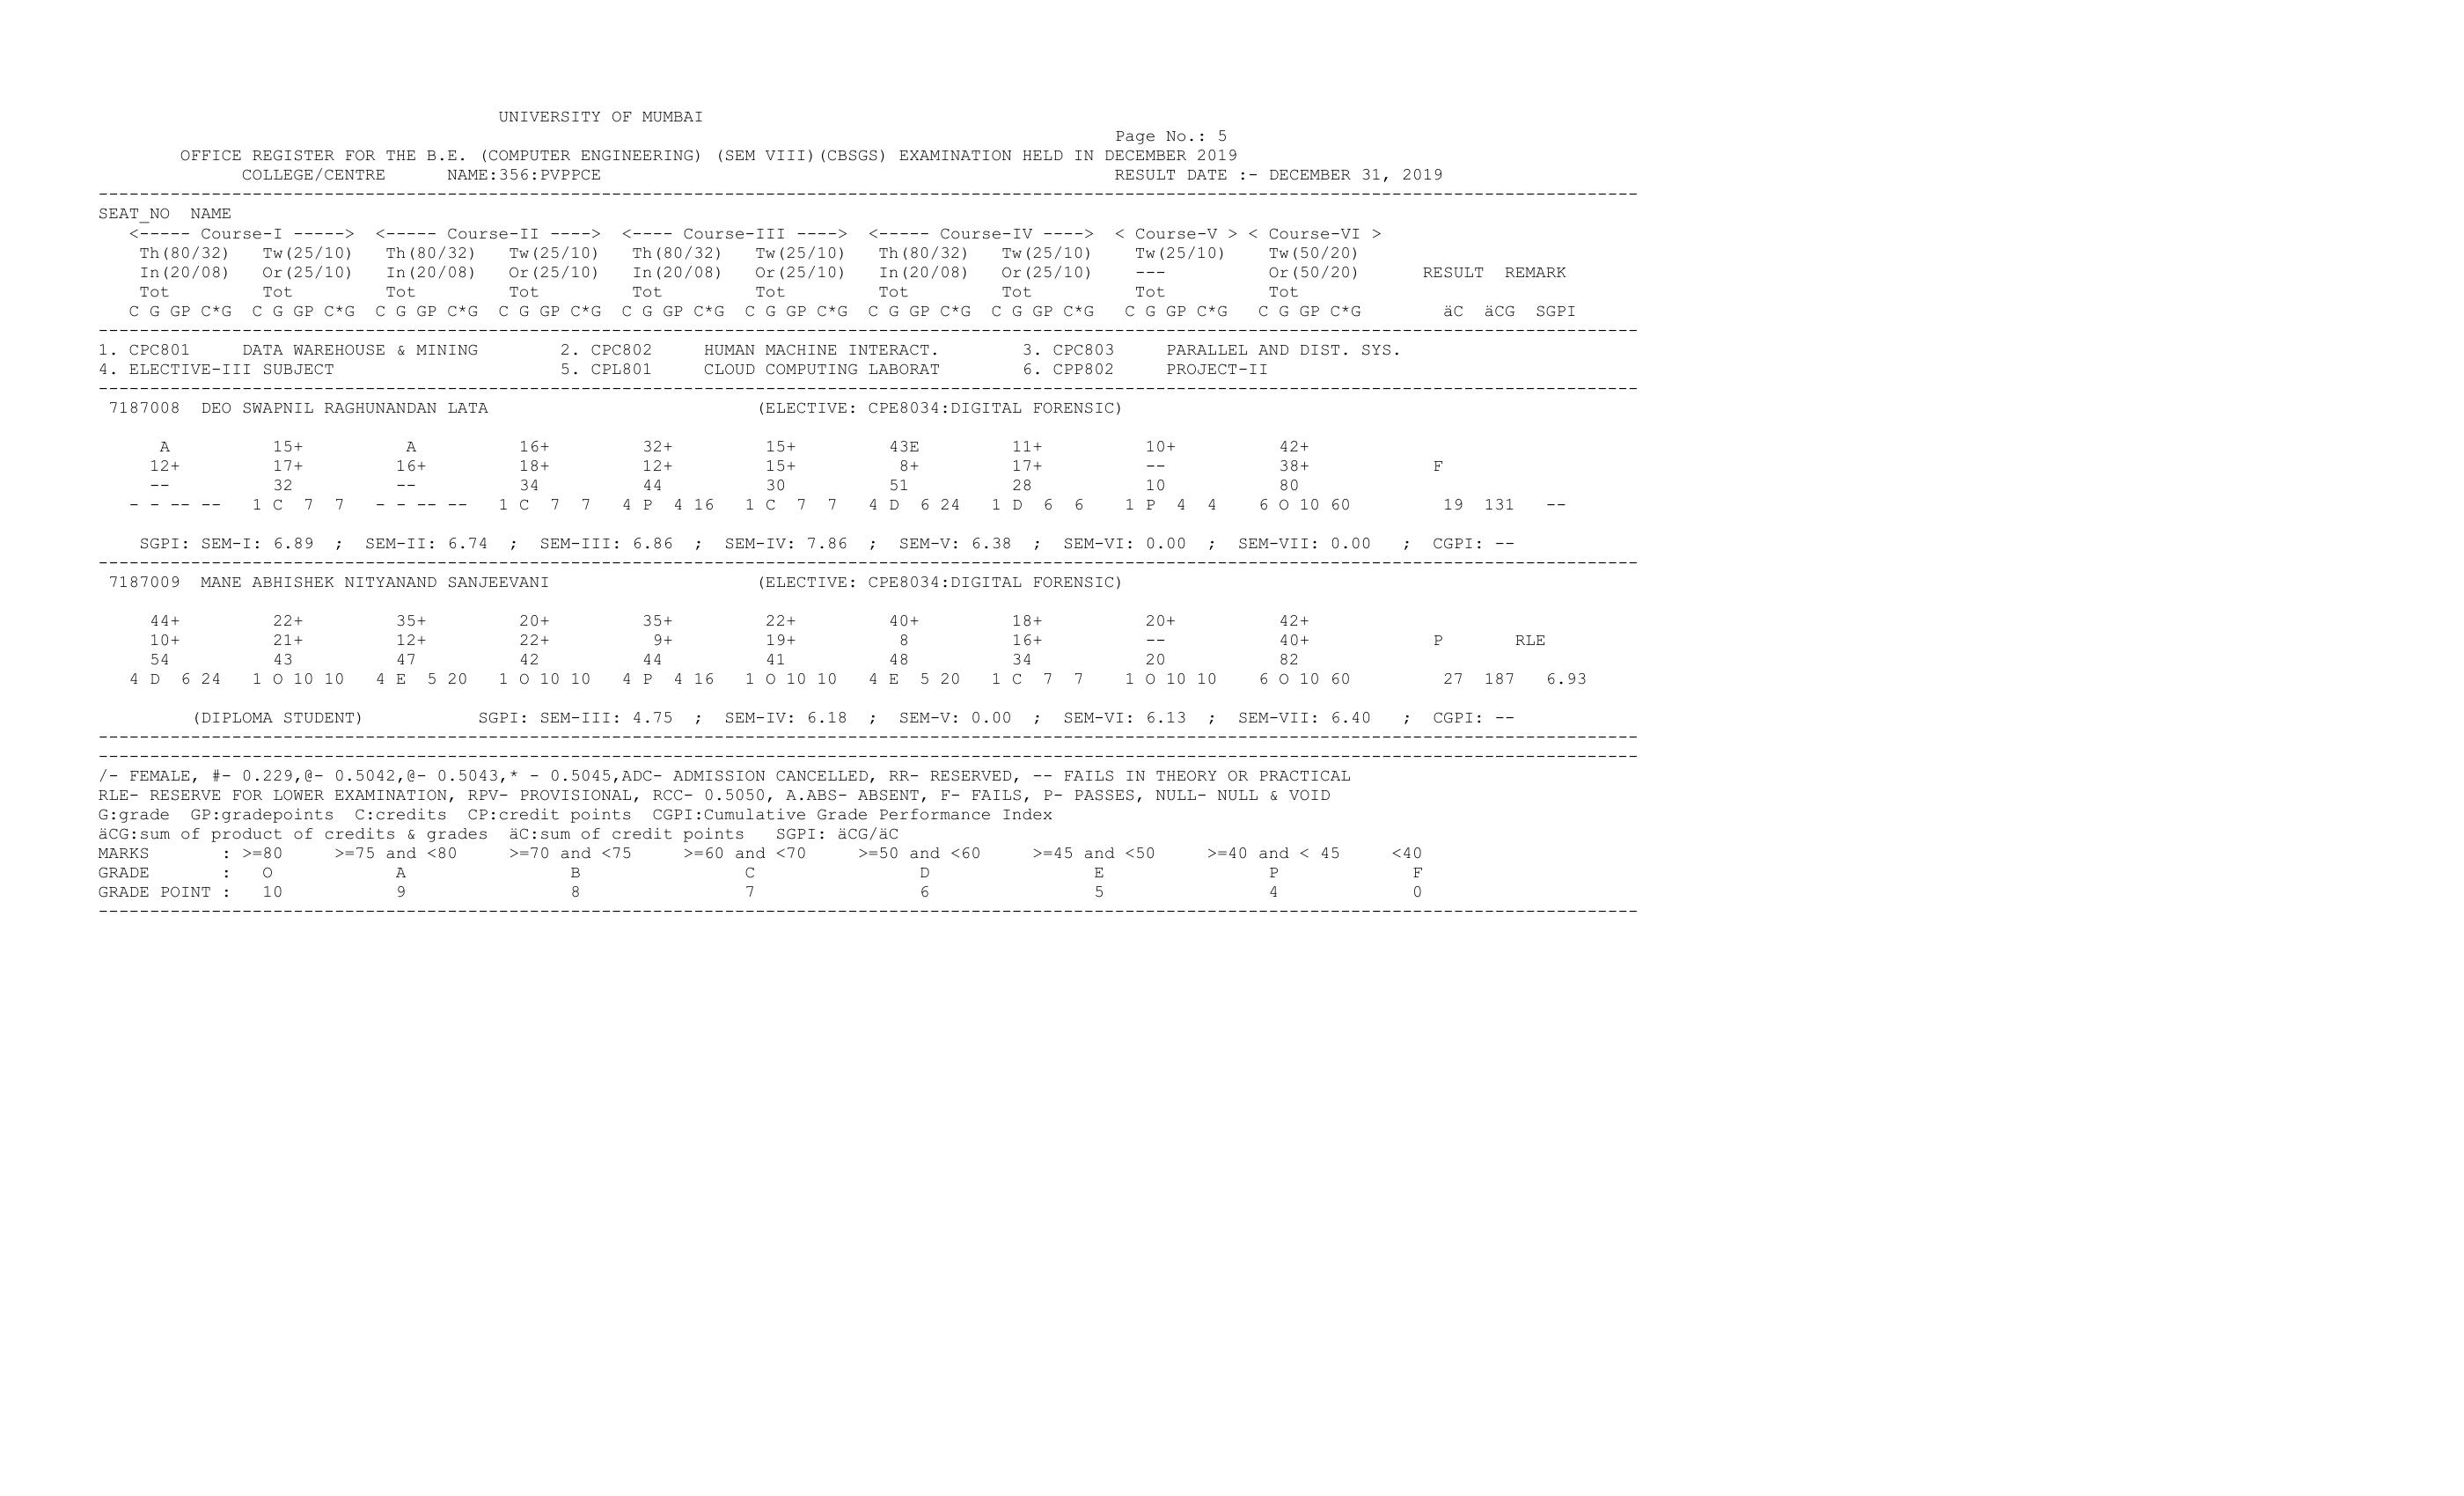 UNIVERSITY OF MUMBAI
Page No.: 5
OFFICE REGISTER FOR THE B.E. (COMPUTER ENGINEERING) (SEM VIII)(CBSGS) EXAMINATION HELD IN DECEMBER 2019
COLLEGE/CENTRE NAME:356:PVPPCE RESULT DATE :- DECEMBER 31, 2019
SEAT_NO NAME
<----- Course-I -----> <----- Course-II ----> <---- Course-III ----> <----- Course-IV ----> < Course-V > < Course-VI >
Th(80/32) Tw(25/10) Th(80/32) Tw(25/10) Th(80/32) Tw(25/10) Th(80/32) Tw(25/10) Tw(25/10) Tw(50/20)
In(20/08) Or(25/10) In(20/08) Or(25/10) In(20/08) Or(25/10) In(20/08) Or(25/10) --- Or(50/20) RESULT REMARK
Tot Tot Tot Tot Tot Tot Tot Tot Tot Tot
C G GP C*G C G GP C*G C G GP C*G C G GP C*G C G GP C*G C G GP C*G C G GP C*G C G GP C*G C G GP C*G C G GP C*G äC äCG SGPI
1. CPC801 DATA WAREHOUSE & MINING 2. CPC802 HUMAN MACHINE INTERACT. 3. CPC803 PARALLEL AND DIST. SYS.
4. ELECTIVE-III SUBJECT 5. CPL801 CLOUD COMPUTING LABORAT 6. CPP802 PROJECT-II
7187008 DEO SWAPNIL RAGHUNANDAN LATA (ELECTIVE: CPE8034:DIGITAL FORENSIC)
A 15+ A 16+ 32+ 15+ 43E 11+ 10+ 42+
12+ 17+ 16+ 18+ 12+ 15+ 8+ 17+ -- 38+ F
-- 32 -- 34 44 30 51 28 10 80
- - -- -- 1 C 7 7 - - -- -- 1 C 7 7 4 P 4 16 1 C 7 7 4 D 6 24 1 D 6 6 1 P 4 4 6 O 10 60 19 131 --
SGPI: SEM-I: 6.89 ; SEM-II: 6.74 ; SEM-III: 6.86 ; SEM-IV: 7.86 ; SEM-V: 6.38 ; SEM-VI: 0.00 ; SEM-VII: 0.00 ; CGPI: --
7187009 MANE ABHISHEK NITYANAND SANJEEVANI (ELECTIVE: CPE8034:DIGITAL FORENSIC)
44+ 22+ 35+ 20+ 35+ 22+ 40+ 18+ 20+ 42+
10+ 21+ 12+ 22+ 9+ 19+ 8 16+ -- 40+ P RLE
54 43 47 42 44 41 48 34 20 82
4 D 6 24 1 O 10 10 4 E 5 20 1 O 10 10 4 P 4 16 1 O 10 10 4 E 5 20 1 C 7 7 1 O 10 10 6 O 10 60 27 187 6.93
(DIPLOMA STUDENT) SGPI: SEM-III: 4.75 ; SEM-IV: 6.18 ; SEM-V: 0.00 ; SEM-VI: 6.13 ; SEM-VII: 6.40 ; CGPI: --
/- FEMALE, #- 0.229,@- 0.5042,@- 0.5043,* - 0.5045,ADC- ADMISSION CANCELLED, RR- RESERVED, -- FAILS IN THEORY OR PRACTICAL
RLE- RESERVE FOR LOWER EXAMINATION, RPV- PROVISIONAL, RCC- 0.5050, A.ABS- ABSENT, F- FAILS, P- PASSES, NULL- NULL & VOID
G:grade GP:gradepoints C:credits CP:credit points CGPI:Cumulative Grade Performance Index
äCG:sum of product of credits & grades äC:sum of credit points SGPI: äCG/äC
MARKS : >=80 >=75 and <80 >=70 and <75 >=60 and <70 >=50 and <60 >=45 and <50 >=40 and < 45 <40
GRADE : O A B C D E P F
GRADE POINT : 10 9 8 7 6 5 4 0